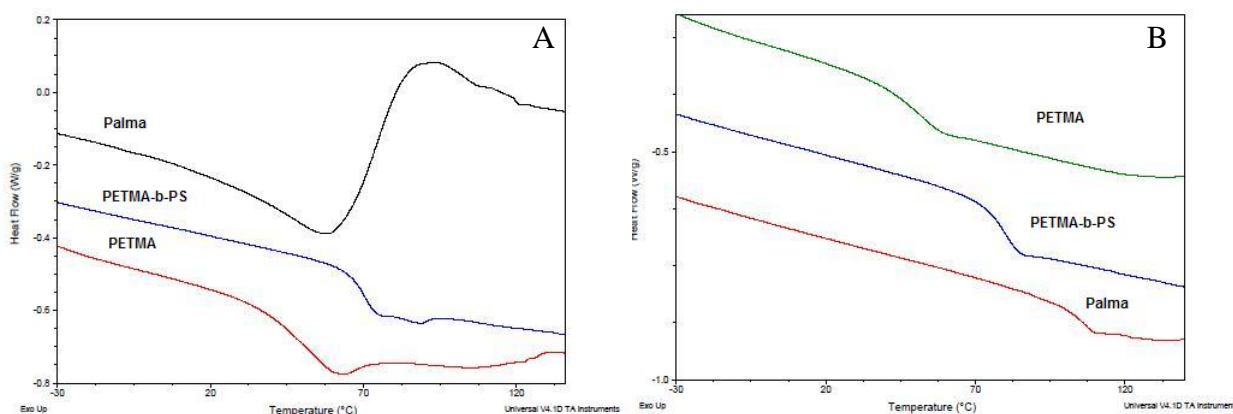 A
0.2
0.0
-0.2
-0.4
-0.6
-0.8
Heat Flow (W/g)
Palma
PETMA-b-PS
PETMA
-30
20
70
120
Exo Up
Temperature (°C)
Universal V4.1D TA Instruments
B
-0.5
-1.0
Heat Flow (W/g)
PETMA
PETMA-b-PS
Palma
-30
20
70
120
Exo Up
Temperature (°C)
Universal V4.1D TA Instruments